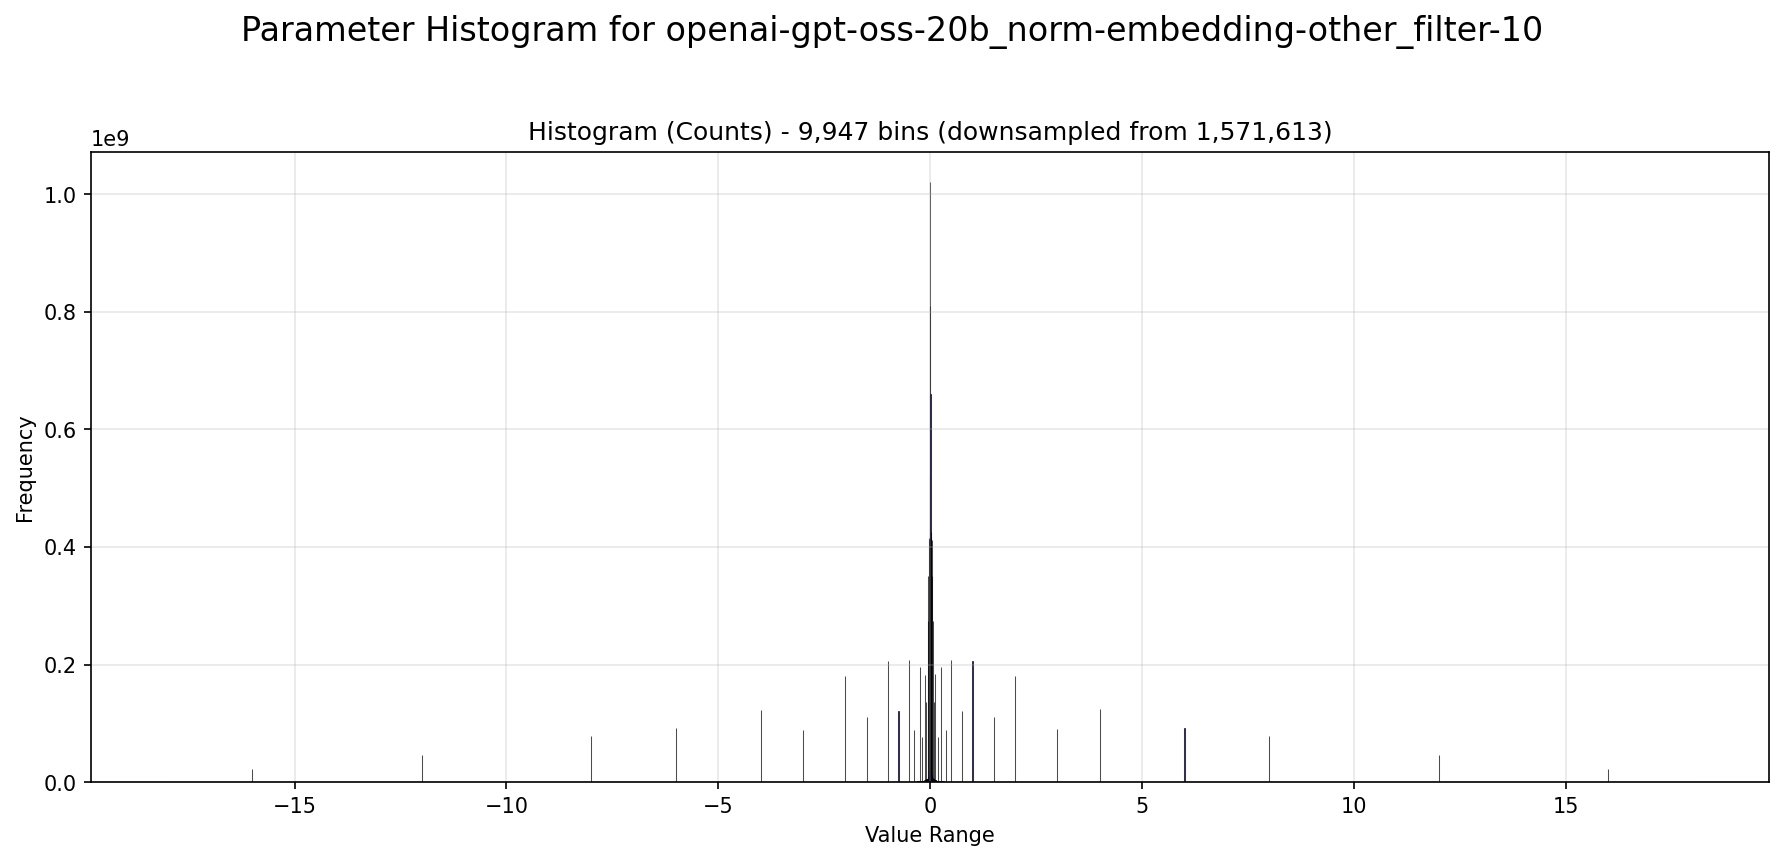 Parameter Histogram for openai-gpt-oss-20b_norm-embedding-other_filter-10
Histogram (Counts) - 9,947 bins (downsampled from 1,571,613)
1e9
1.0
0.8
0.6
0.4
0.2
0.0
Frequency
−15
−10
−5
0
5
10
15
Value Range